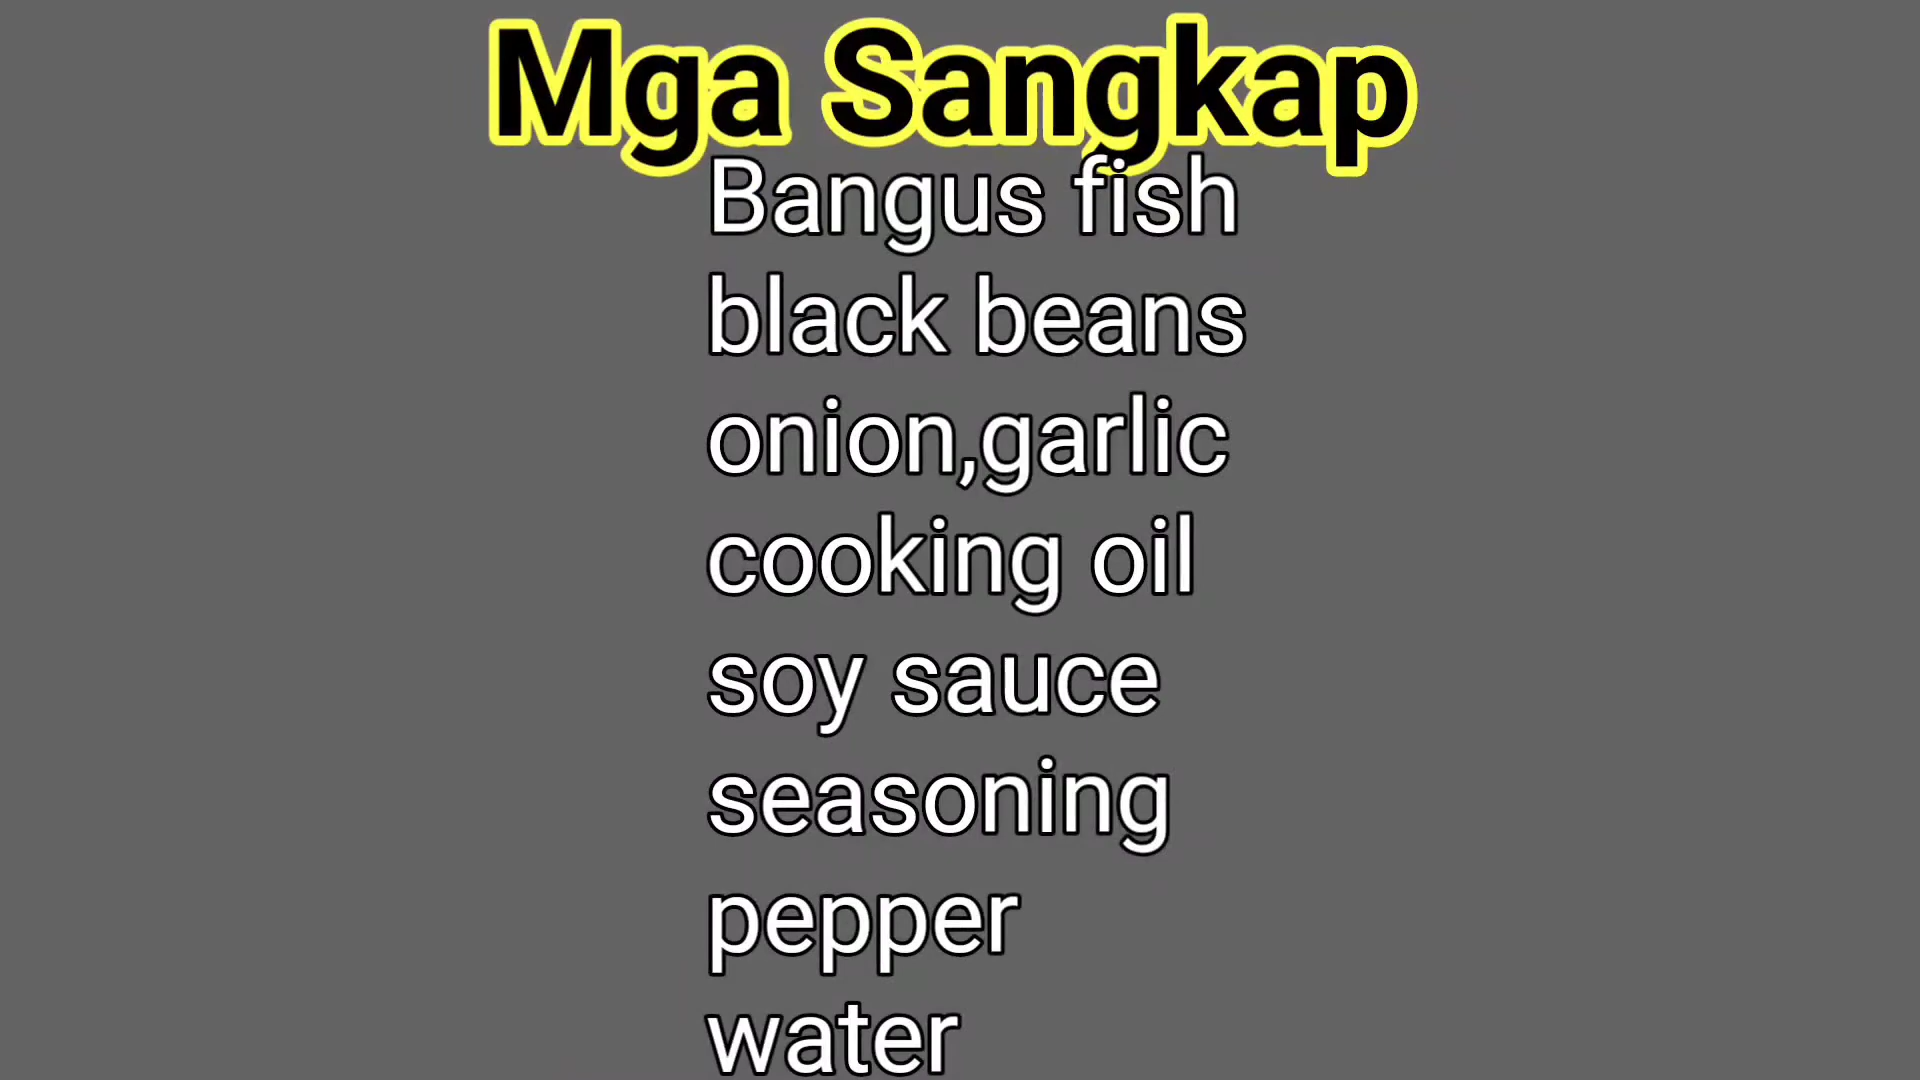 Mga Sangkap
Bangus fish
black beans
onion,garlic
cooking oil
soy sauce
seasoning
pepper
water